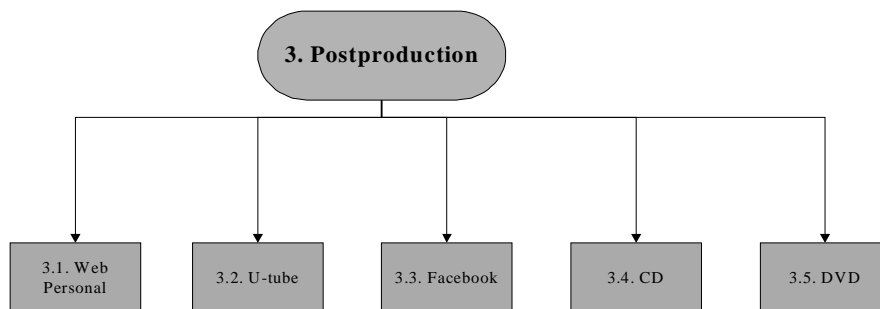 3. Postproduction
3.1. Web
Personal
3.2. U-tube
3.3. Facebook
3.4. CD
3.5. DVD